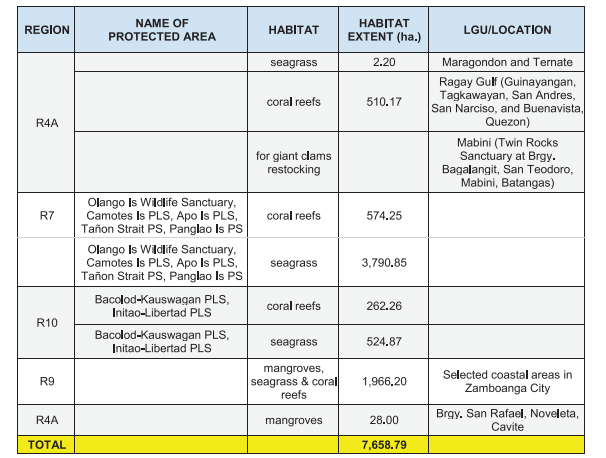 REGION
NAME OF
PROTECTED AREA
HABITAT
HABITAT
EXTENT (ha.)
LGU/LOCATION
R4A
seagrass
2.20
Maragondon and Ternate
coral reefs
510.17
Ragay Gulf (Guinayangan,
Tagkawayan, San Andres,
San Narciso, and Buenavista,
Quezon)
for giant clams
restocking
Mabini (Twin Rocks
Sanctuary at Brgy.
Bagalangit, San Teodoro,
Mabini, Batangas)
R7
Olango Is Wildlife Sanctuary,
Camotes Is PLS, Apo Is PLS,
Tañon Strait PS, Panglao Is PS
coral reefs
574.25
Olango Is Wildlife Sanctuary,
Camotes Is PLS, Apo Is PLS,
Tañon Strait PS, Panglao Is PS
seagrass
3,790.85
R10
Bacolod-Kauswagan PLS,
Initao-Libertad PLS
coral reefs
262.26
Bacolod-Kauswagan PLS,
Initao-Libertad PLS
seagrass
524.87
R9
mangroves,
seagrass & coral
reefs
1,966.20
Selected coastal areas in
Zamboanga City
R4A
mangroves
28.00
Brgy. San Rafael, Noveleta,
Cavite
TOTAL
7,658.79